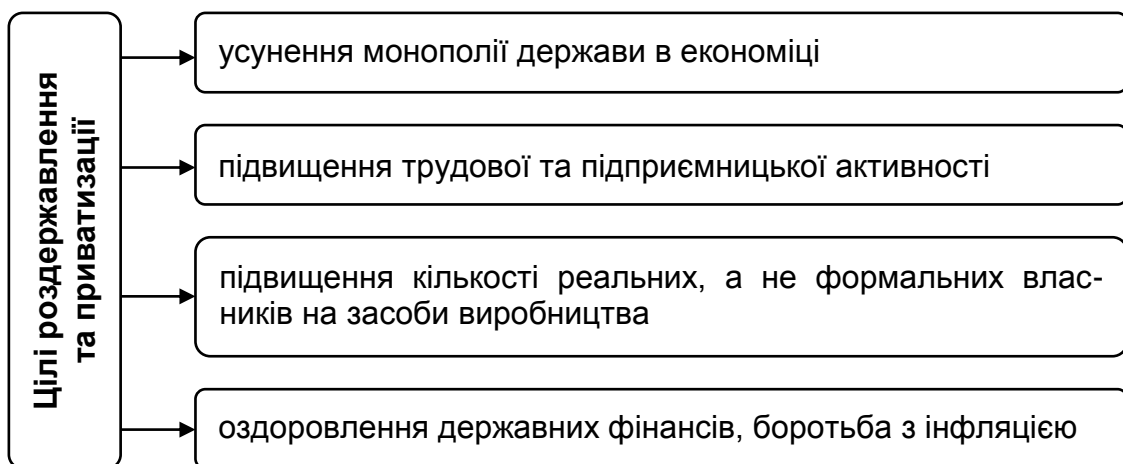 Цілі роздержавлення
та приватизації
усунення монополії держави в економіці
підвищення трудової та підприємницької активності
підвищення кількості реальних, а не формальних влас-
ників на засоби виробництва
оздоровлення державних фінансів, боротьба з інфляцією